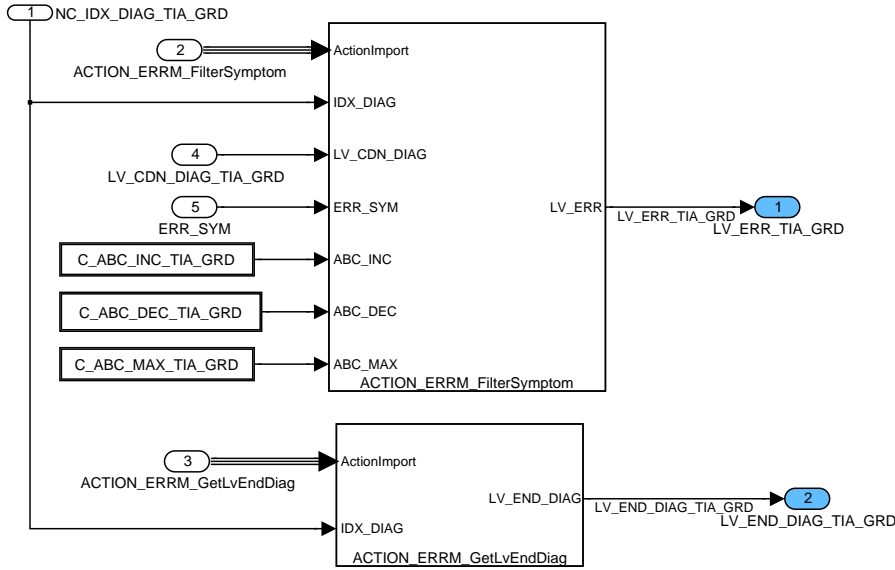 1
NC_IDX_DIAG_TIA_GRD
2
ACTION_ERRM_FilterSymptom
ActionImport
IDX_DIAG
4
LV_CDN_DIAG
LV_CDN_DIAG_TIA_GRD
5
ERR_SYM
ERR_SYM
LV_ERR
LV_ERR_TIA_GRD
1
LV_ERR_TIA_GRD
C_ABC_INC_TIA_GRD
ABC_INC
C_ABC_DEC_TIA_GRD
ABC_DEC
C_ABC_MAX_TIA_GRD
ABC_MAX
ACTION_ERRM_FilterSymptom
3
ACTION_ERRM_GetLvEndDiag
ActionImport
LV_END_DIAG
LV_END_DIAG_TIA_GRD
2
LV_END_DIAG_TIA_GRD
IDX_DIAG
ACTION_ERRM_GetLvEndDiag